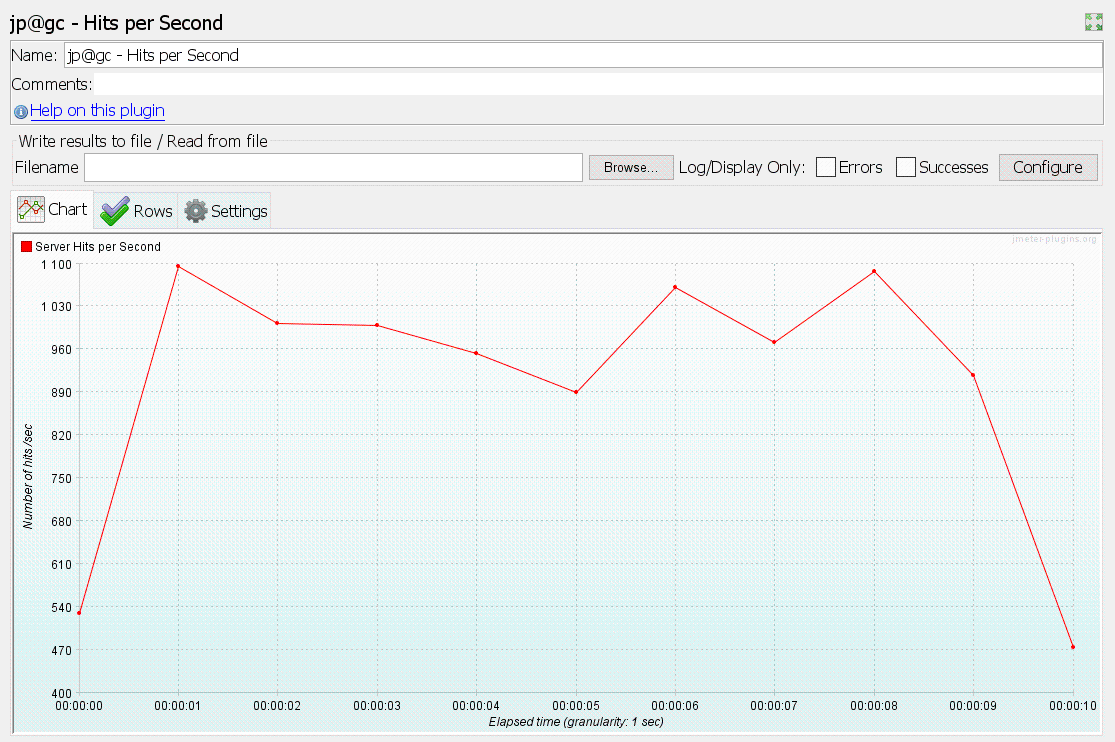 jp@gc - Hits per Second
Name: jp@gc - Hits per Second
Comments:
Help on this plugin
Write results to file / Read from file
Filename Browse... Log/Display Only: Errors Successes Configure
Chart Rows Settings
Server Hits per Second
jmeter-plugins.org
1 100
1 030
960
890
820
750
680
610
540
470
400
Number of hits /sec
00:00:00 00:00:01 00:00:02 00:00:03 00:00:04 00:00:05 00:00:06 00:00:07 00:00:08 00:00:09 00:00:10
Elapsed time (granularity: 1 sec)